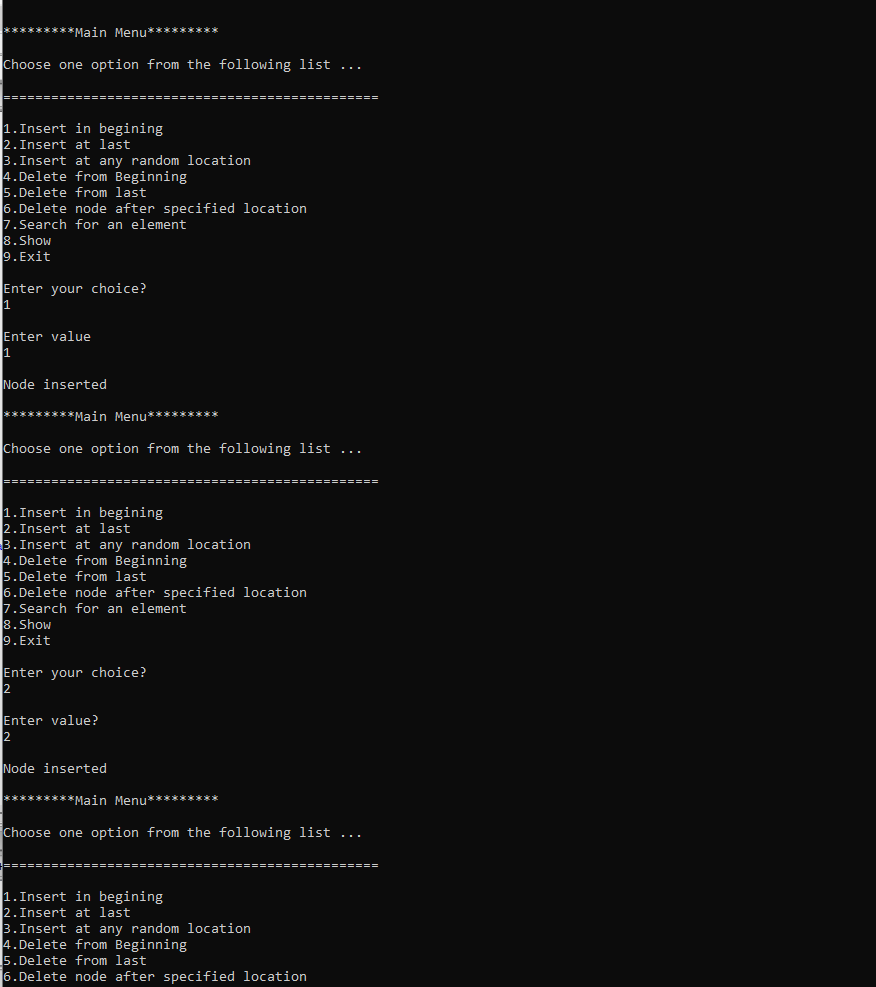 *********Main Menu*********
Choose one option from the following list ...
===============================================
1.Insert in begining
2.Insert at last
3.Insert at any random location
4.Delete from Beginning
5.Delete from last
6.Delete node after specified location
7.Search for an element
8.Show
9.Exit
Enter your choice?
1
Enter value
1
Node inserted
*********Main Menu*********
Choose one option from the following list ...
===============================================
1.Insert in begining
2.Insert at last
3.Insert at any random location
4.Delete from Beginning
5.Delete from last
6.Delete node after specified location
7.Search for an element
8.Show
9.Exit
Enter your choice?
2
Enter value?
2
Node inserted
*********Main Menu*********
Choose one option from the following list ...
===============================================
1.Insert in begining
2.Insert at last
3.Insert at any random location
4.Delete from Beginning
5.Delete from last
6.Delete node after specified location